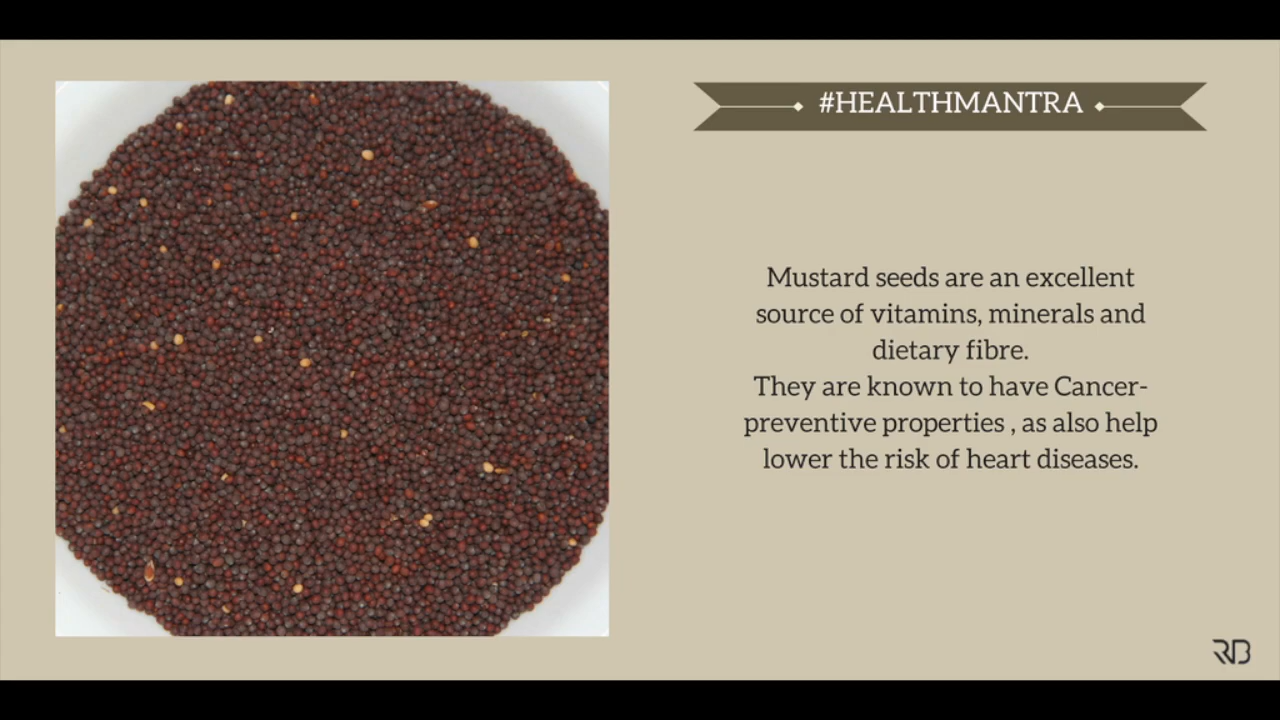 #HEALTHMANTRA
Mustard seeds are an excellent
source of vitamins, minerals and
dietary fibre.
They are known to have Cancer-
preventive properties , as also help
lower the risk of heart diseases.
RB